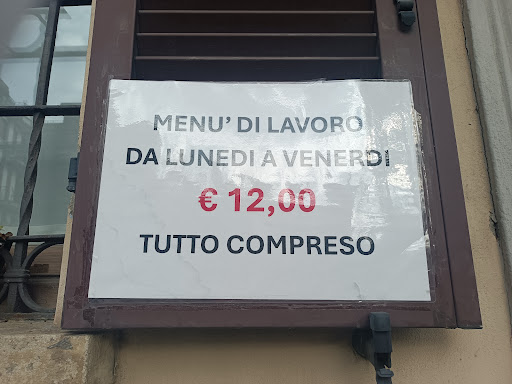 MENU' DI LAVORO
DA LUNEDI A VENERDI
€ 12,00
TUTTO COMPRESO